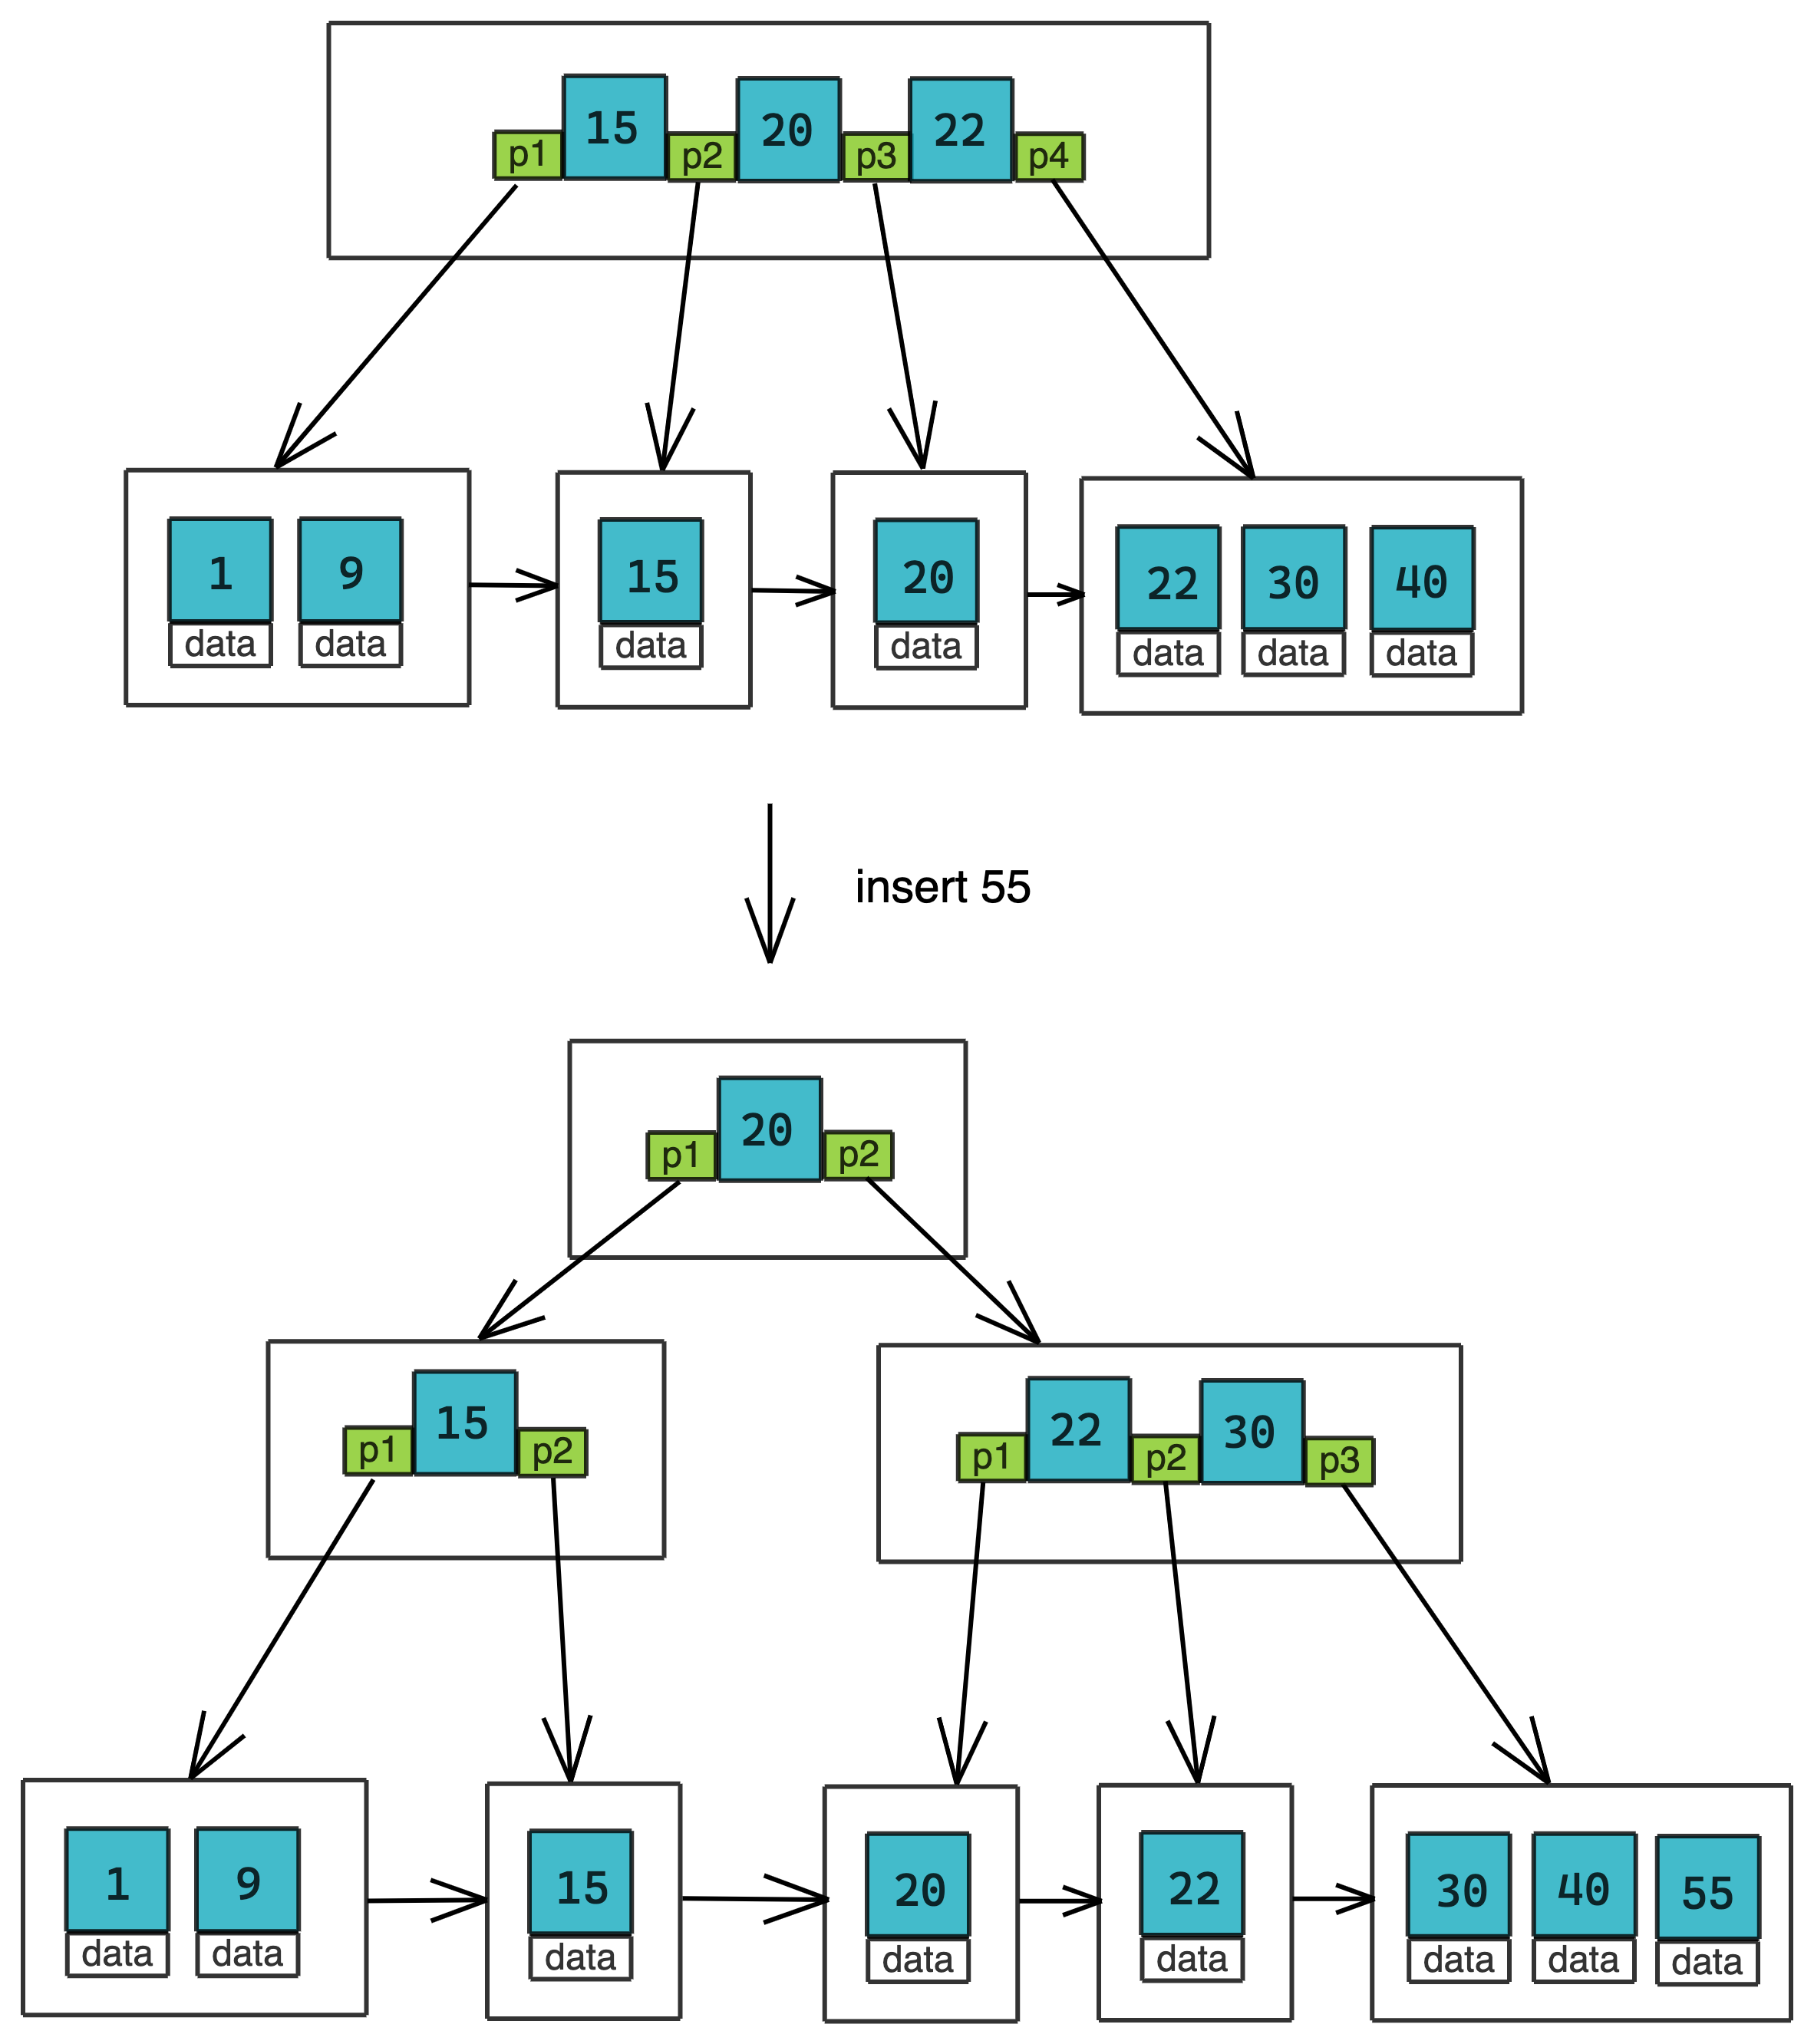 p1 15 p2 20 p3 22 p4
1 9 15 20 22 30 40
data data data data data data data
insert 55
p1 20 p2
p1 15 p2 p1 22 p2 30 p3
1 9 15 20 22 30 40 55
data data data data data data data data